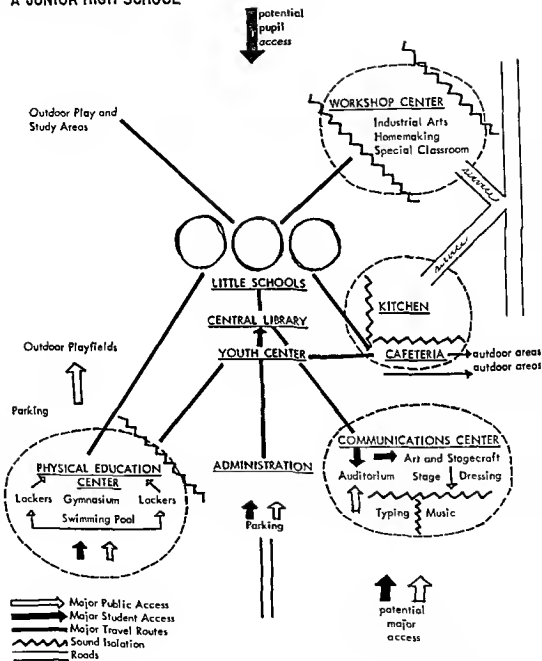 A JUNIOR HIGH SCHOOL
potential
pupil
access
Outdoor Play and
Study Areas
WORKSHOP CENTER
Industrial Arts
Homemaking
Special Classroom
service
service
LITTLE SCHOOLS
CENTRAL LIBRARY
YOUTH CENTER
KITCHEN
CAFETERIA
outdoor areas
outdoor areas
Outdoor Playfields
Parking
PHYSICAL EDUCATION
CENTER
Lockers Gymnasium Lockers
Swimming Pool
ADMINISTRATION
Parking
COMMUNICATIONS CENTER
Art and Stagecraft
Auditorium Stage Dressing
Typing Music
potential
major
access
Major Public Access
Major Student Access
Major Travel Routes
Sound Isolation
Roads